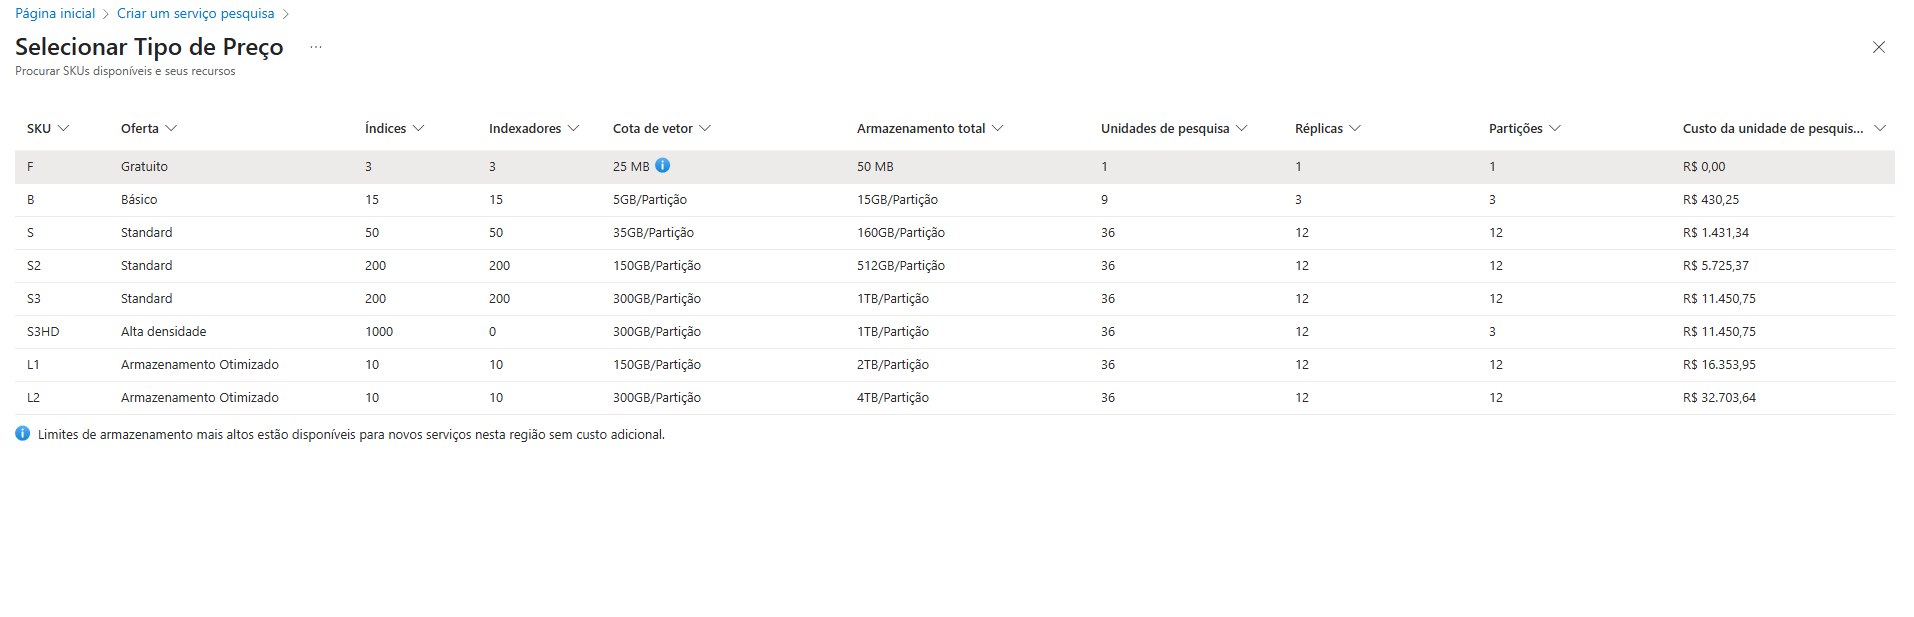 Página inicial > Criar um serviço pesquisa >
Selecionar Tipo de Preço ...
Procurar SKUs disponíveis e seus recursos
SKU Oferta Índices Indexadores Cota de vetor Armazenamento total Unidades de pesquisa Réplicas Partições Custo da unidade de pesquis...
F Gratuito 3 3 25 MB 50 MB 1 1 1 R$ 0,00
B Básico 15 15 5GB/Partição 15GB/Partição 9 3 3 R$ 430,25
S Standard 50 50 35GB/Partição 160GB/Partição 36 12 12 R$ 1.431,34
S2 Standard 200 200 150GB/Partição 512GB/Partição 36 12 12 R$ 5.725,37
S3 Standard 200 200 300GB/Partição 1TB/Partição 36 12 12 R$ 11.450,75
S3HD Alta densidade 1000 0 300GB/Partição 1TB/Partição 36 12 3 R$ 11.450,75
L1 Armazenamento Otimizado 10 10 150GB/Partição 2TB/Partição 36 12 12 R$ 16.353,95
L2 Armazenamento Otimizado 10 10 300GB/Partição 4TB/Partição 36 12 12 R$ 32.703,64
Limites de armazenamento mais altos estão disponíveis para novos serviços nesta região sem custo adicional.